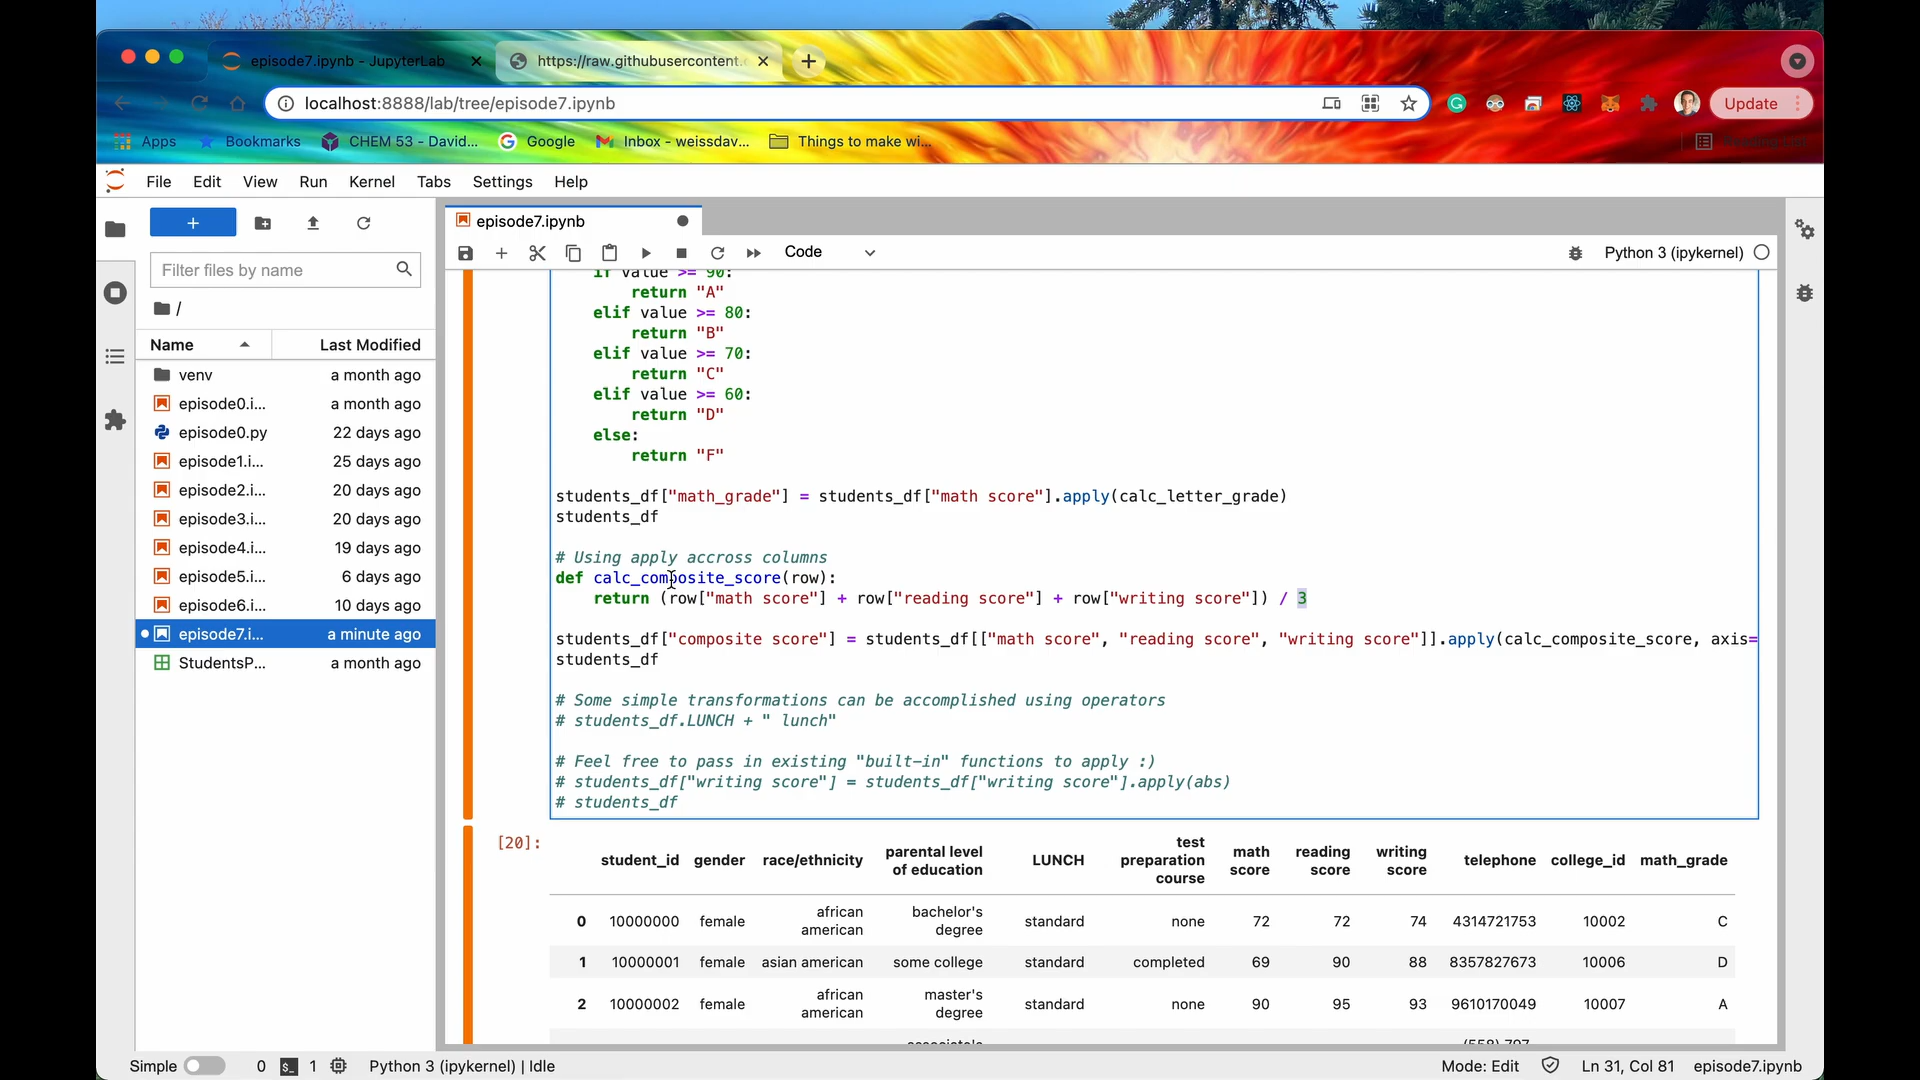 episode7.ipynb - JupyterLab
https://raw.githubusercontent.
localhost:8888/lab/tree/episode7.ipynb
Update
Apps
Bookmarks
CHEM 53 - David...
Google
Inbox - weissdav...
Things to make wi...
Reading List
File Edit View Run Kernel Tabs Settings Help
episode7.ipynb
Filter files by name
Code
Python 3 (ipykernel)
/
Name Last Modified
venv a month ago
episode0.i... a month ago
episode0.py 22 days ago
episode1.i... 25 days ago
episode2.i... 20 days ago
episode3.i... 20 days ago
episode4.i... 19 days ago
episode5.i... 6 days ago
episode6.i... 10 days ago
episode7.i... a minute ago
StudentsP... a month ago
if value >= 90:
return "A"
elif value >= 80:
return "B"
elif value >= 70:
return "C"
elif value >= 60:
return "D"
else:
return "F"
students_df["math_grade"] = students_df["math score"].apply(calc_letter_grade)
students_df
# Using apply accross columns
def calc_composite_score(row):
return (row["math score"] + row["reading score"] + row["writing score"]) / 3
students_df["composite score"] = students_df[["math score", "reading score", "writing score"]].apply(calc_composite_score, axis=
students_df
# Some simple transformations can be accomplished using operators
# students_df.LUNCH + " lunch"
# Feel free to pass in existing "built-in" functions to apply :)
# students_df["writing score"] = students_df["writing score"].apply(abs)
# students_df
[20]:
student_id gender race/ethnicity parental level of education LUNCH test preparation course math score reading score writing score telephone college_id math_grade
0 10000000 female african american bachelor's degree standard none 72 72 74 4314721753 10002 C
1 10000001 female asian american some college standard completed 69 90 88 8357827673 10006 D
2 10000002 female african american master's degree standard none 90 95 93 9610170049 10007 A
Simple 0 1 Python 3 (ipykernel) | Idle
Mode: Edit Ln 31, Col 81 episode7.ipynb